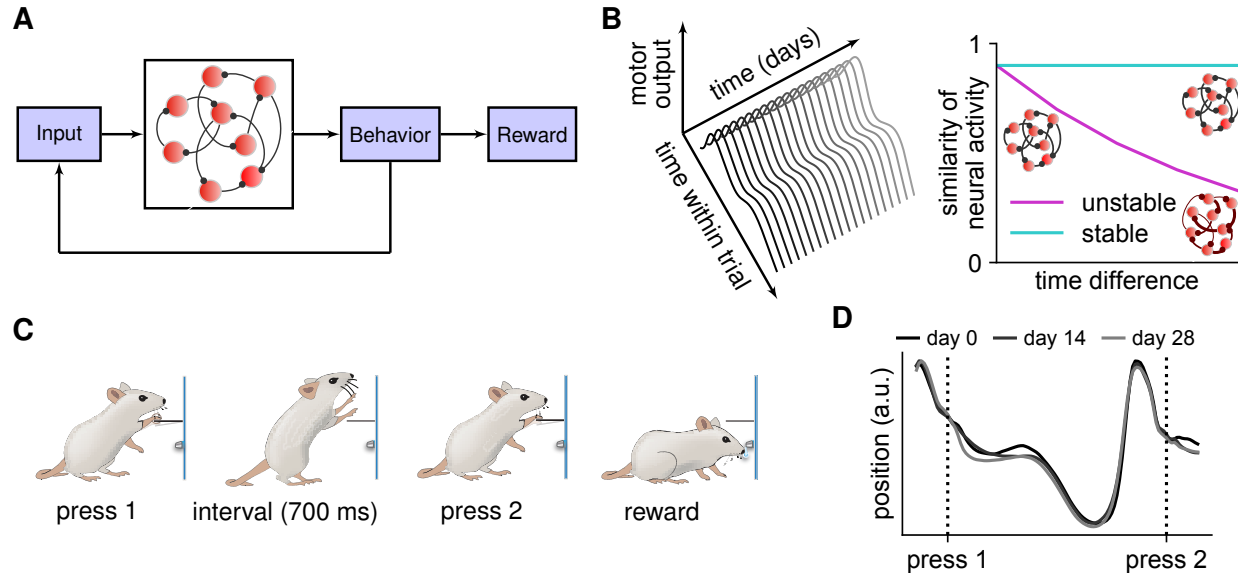 A
Input
Behavior
Reward
B
motor
output
time (days)
time within trial
similarity of
neural activity
1
0
unstable
stable
time difference
C
press 1
interval (700 ms)
press 2
reward
D
day 0
day 14
day 28
position (a.u.)
press 1
press 2